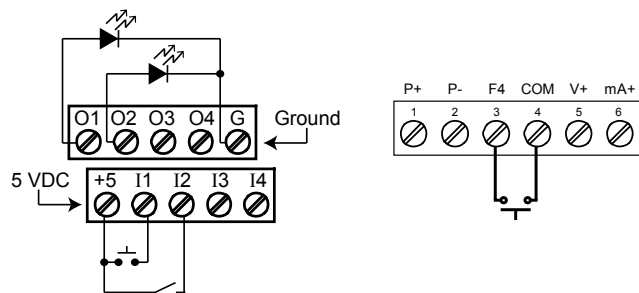 O1 O2 O3 O4 G
Ground
5 VDC
+5 I1 I2 I3 I4
P+ P- F4 COM V+ mA+
1 2 3 4 5 6